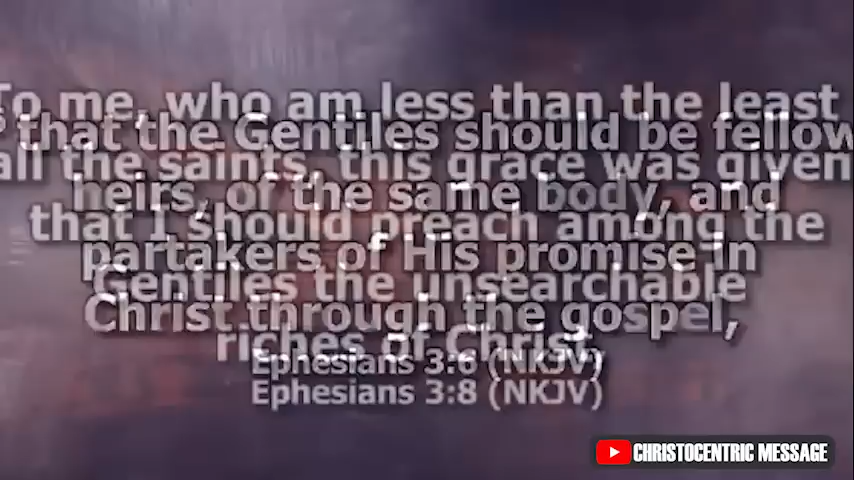 To me, who am less than the least
that the Gentiles should be fellow
all the saints, this grace was given
heirs, of the same body, and
that I should preach among the
partakers of His promise in
Gentiles the unsearchable
Christ through the gospel,
riches of Christ,
Ephesians 3:6 (NKJV)
Ephesians 3:8 (NKJV)
CHRISTOCENTRIC MESSAGE